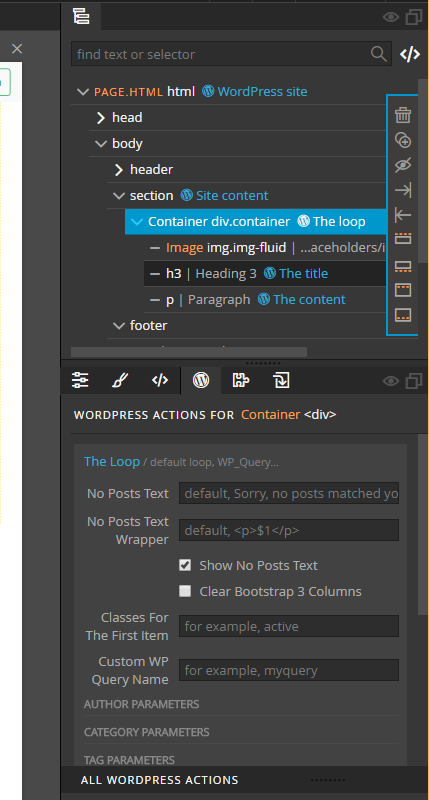 find text or selector
PAGE.HTML html WordPress site
head
body
header
section Site content
Container div.container The loop
Image img.img-fluid | ...aceholders/i
h3 | Heading 3 The title
p | Paragraph The content
footer
WORDPRESS ACTIONS FOR Container <div>
The Loop / default loop, WP_Query...
No Posts Text default, Sorry, no posts matched yo
No Posts Text
Wrapper default, <p>$1</p>
Show No Posts Text
Clear Bootstrap 3 Columns
Classes For
The First Item for example, active
Custom WP
Query Name for example, myquery
AUTHOR PARAMETERS
CATEGORY PARAMETERS
TAG PARAMETERS
ALL WORDPRESS ACTIONS